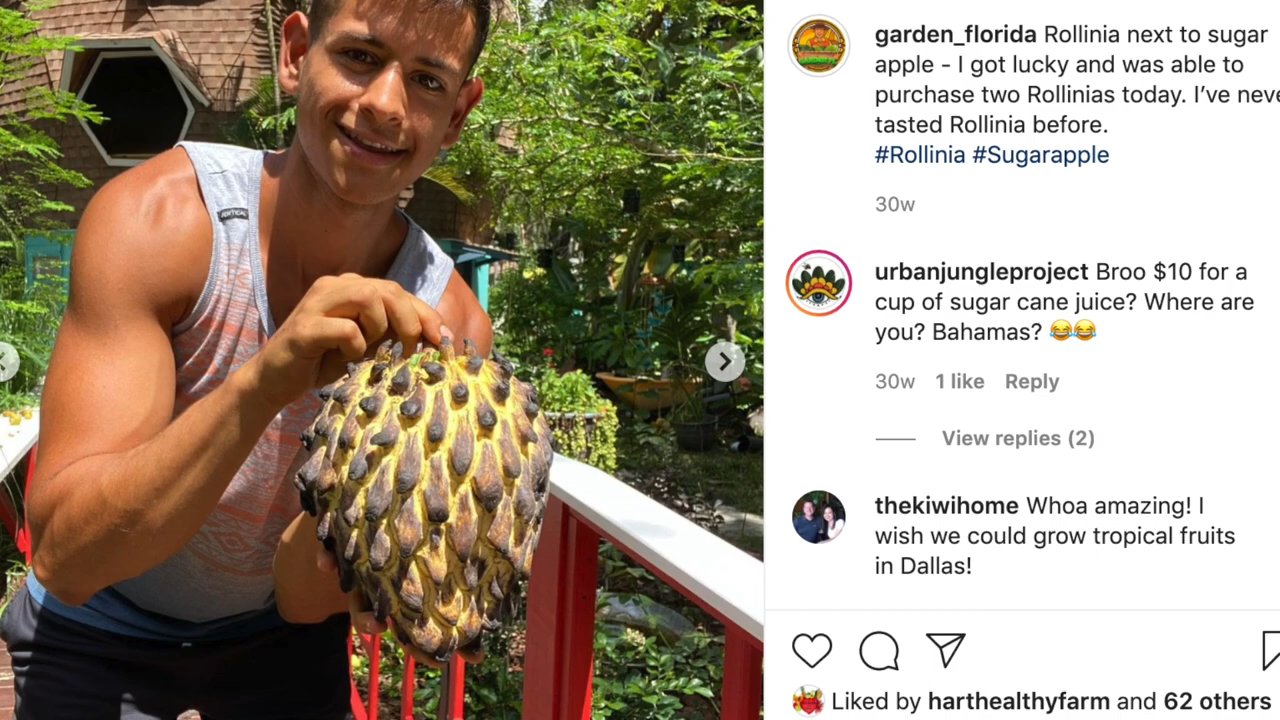 garden_florida Rollinia next to sugar
apple - I got lucky and was able to
purchase two Rollinias today. I've neve
tasted Rollinia before.
#Rollinia #Sugarapple
30w
urbanjungleproject Broo $10 for a
cup of sugar cane juice? Where are
you? Bahamas? 😂😂
30w 1 like Reply
View replies (2)
thekiwihome Whoa amazing! I
wish we could grow tropical fruits
in Dallas!
Liked by harthealthyfarm and 62 others